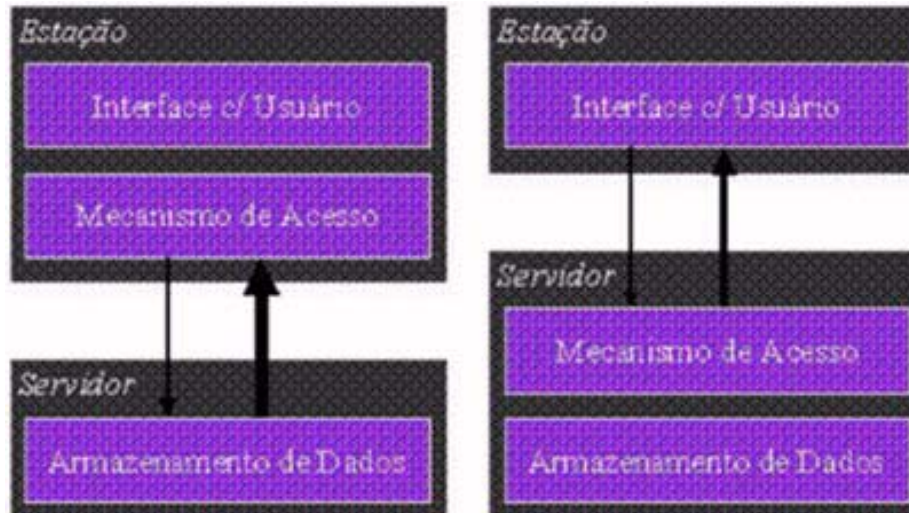 Estação
Interface c/ Usuário
Mecanismo de Acesso
Servidor
Armazenamento de Dados
Estação
Interface c/ Usuário
Servidor
Mecanismo de Acesso
Armazenamento de Dados